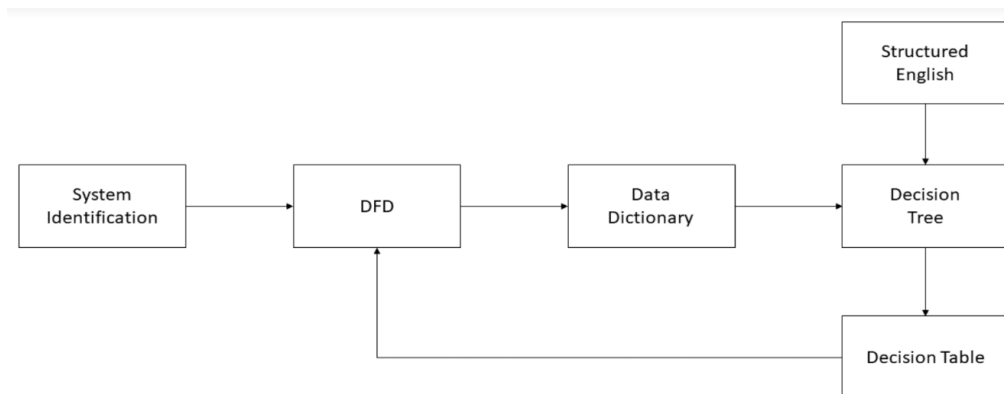 Structured
English
System
Identification
DFD
Data
Dictionary
Decision
Tree
Decision Table